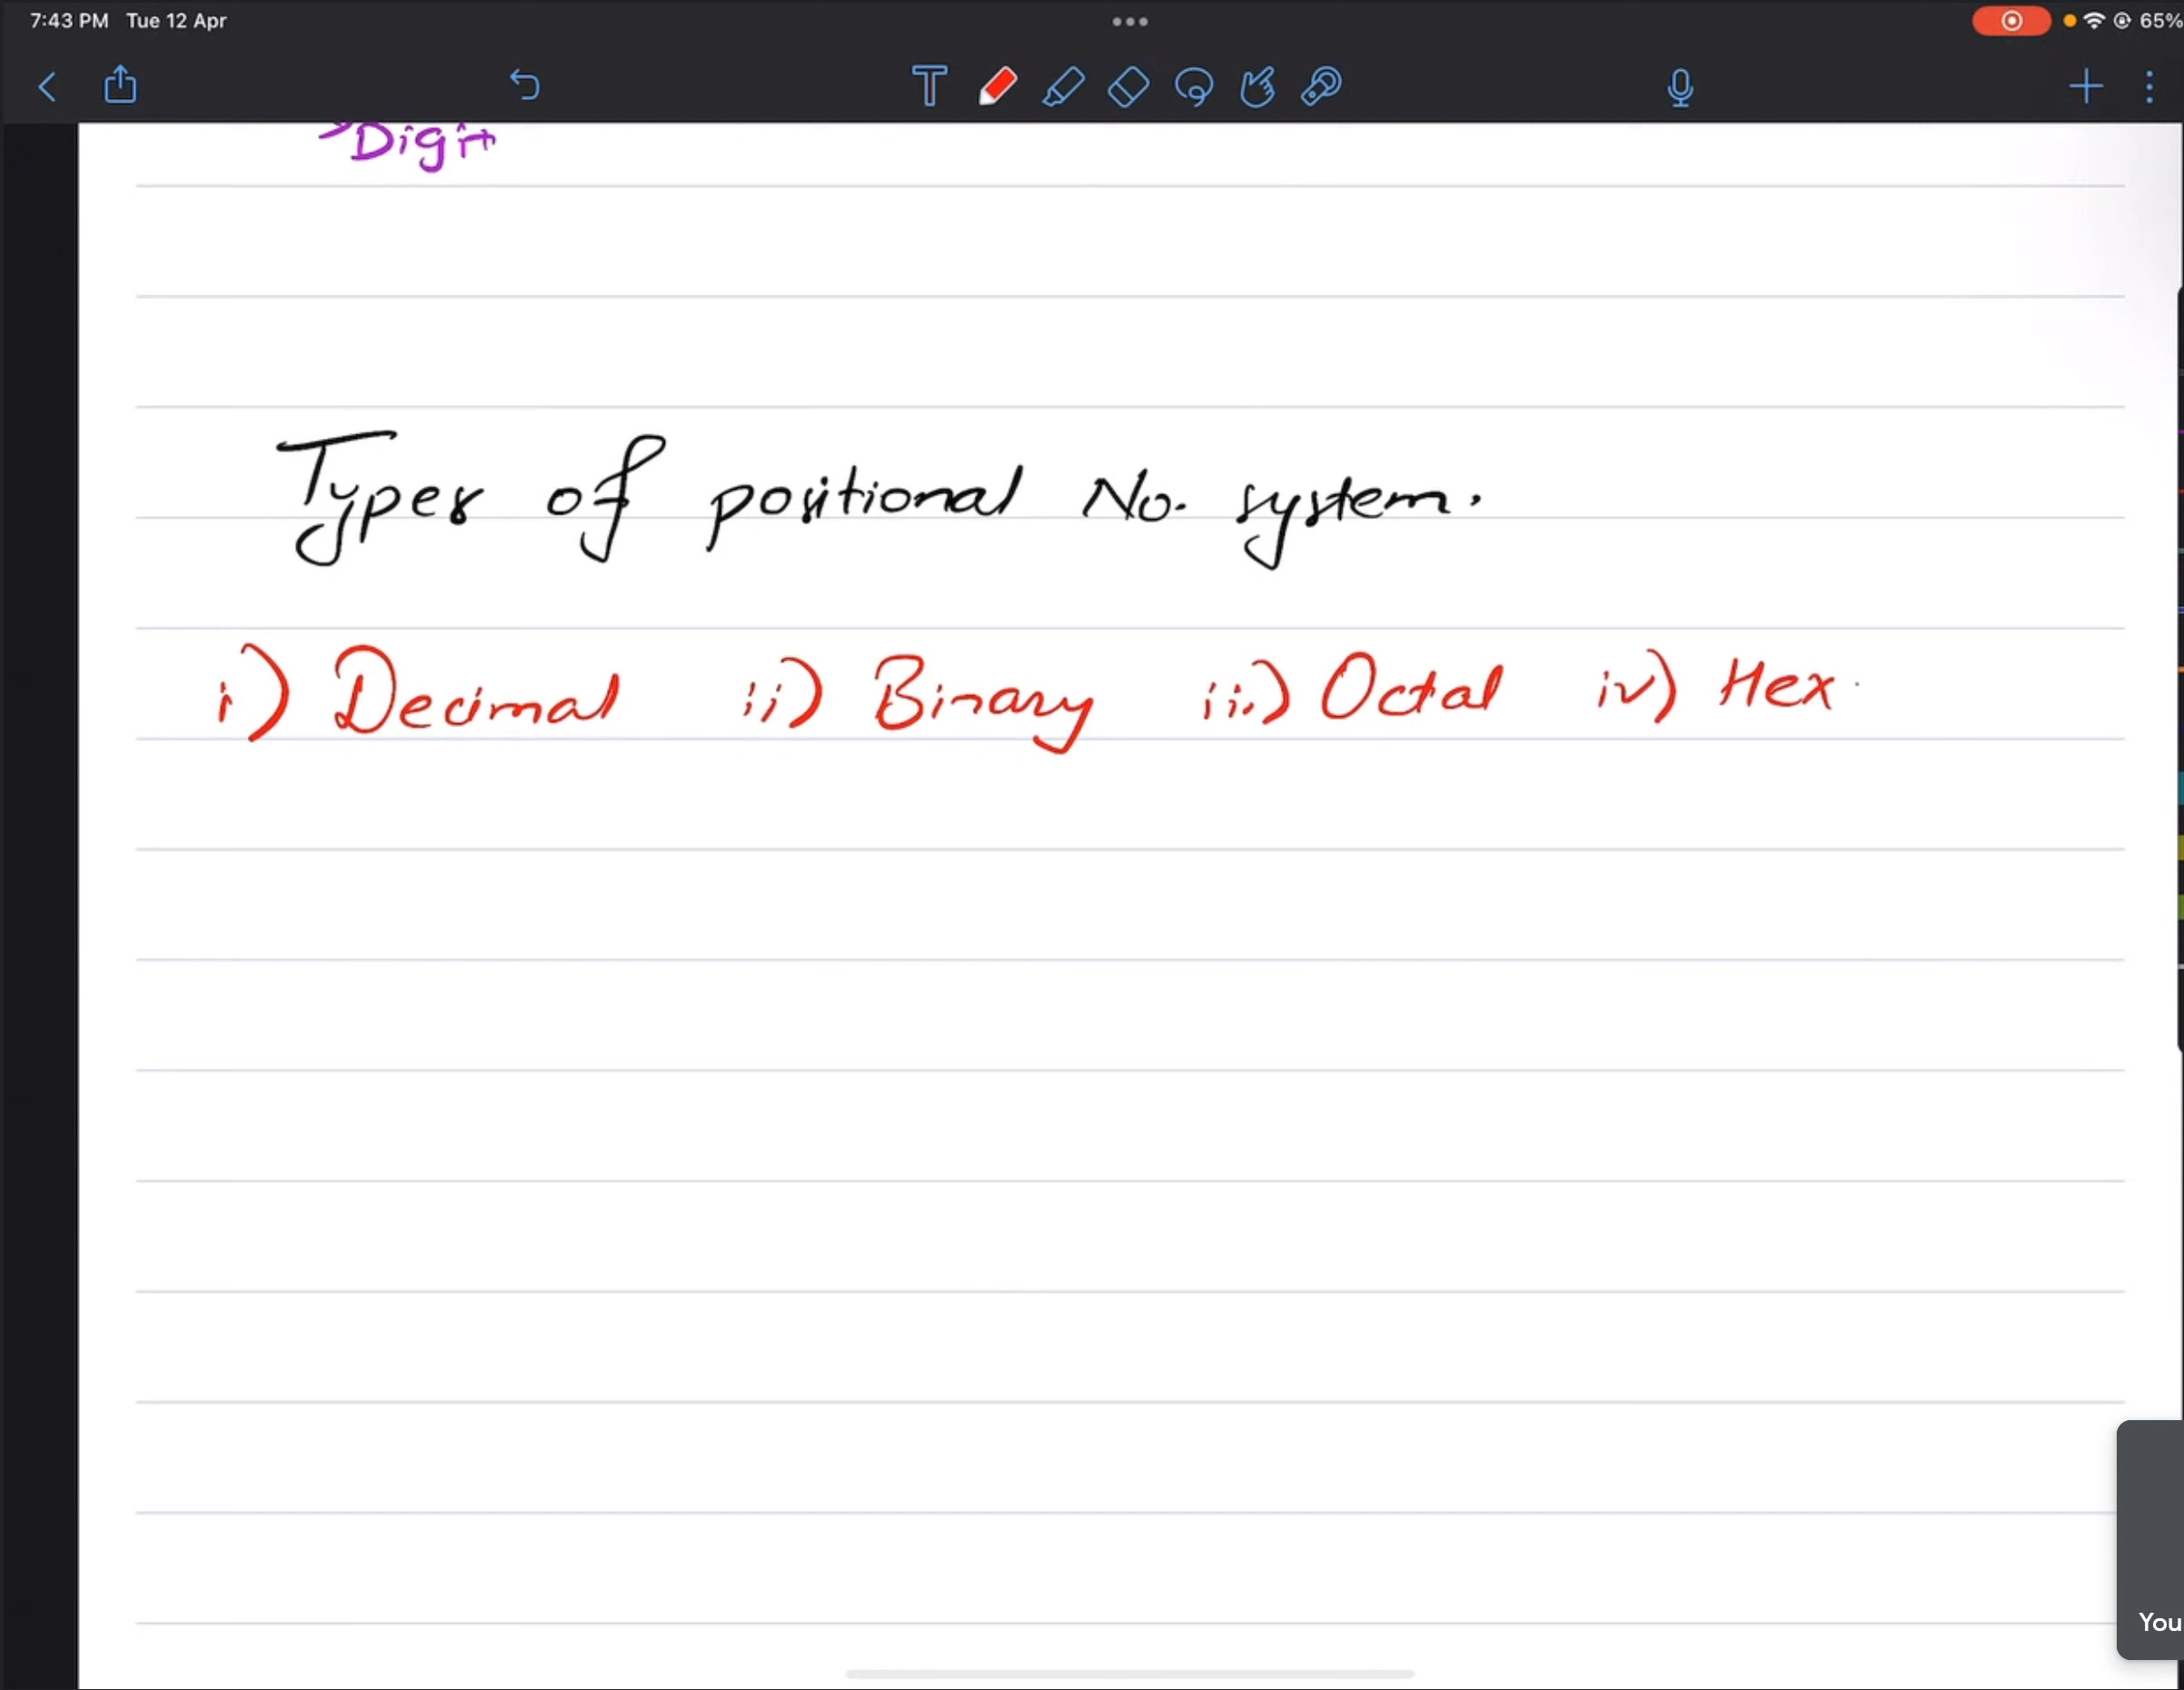 7:43 PM Tue 12 Apr
65%
Digit
Types of positional No. system.
i) Decimal ii) Binary iii) Octal iv) Hex.
You